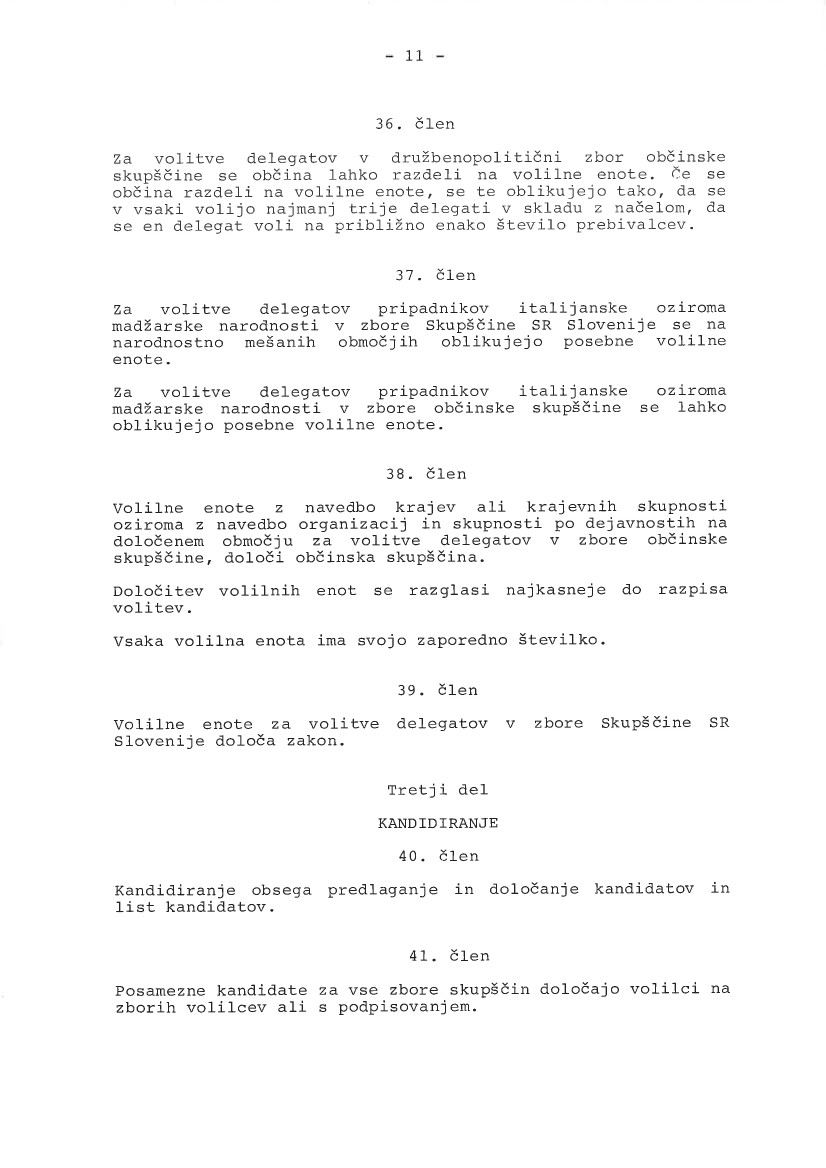 - 11 -
36. člen
Za volitve delegatov v družbenopolitični zbor občinske
skupščine se občina lahko razdeli na volilne enote. Če se
občina razdeli na volilne enote, se te oblikujejo tako, da se
v vsaki volijo najmanj trije delegati v skladu z načelom, da
se en delegat voli na približno enako število prebivalcev.
37. člen
Za volitve delegatov pripadnikov italijanske oziroma
madžarske narodnosti v zbore Skupščine SR Slovenije se na
narodnostno mešanih območjih oblikujejo posebne volilne
enote.
Za volitve delegatov pripadnikov italijanske oziroma
madžarske narodnosti v zbore občinske skupščine se lahko
oblikujejo posebne volilne enote.
38. člen
Volilne enote z navedbo krajev ali krajevnih skupnosti
oziroma z navedbo organizacij in skupnosti po dejavnostih na
določenem območju za volitve delegatov v zbore občinske
skupščine, določi občinska skupščina.
Določitev volilnih enot se razglasi najkasneje do razpisa
volitev.
Vsaka volilna enota ima svojo zaporedno številko.
39. člen
Volilne enote za volitve delegatov v zbore Skupščine SR
Slovenije določa zakon.
Tretji del
KANDIDIRANJE
40. člen
Kandidiranje obsega predlaganje in določanje kandidatov in
list kandidatov.
41. člen
Posamezne kandidate za vse zbore skupščin določajo volilci na
zborih volilcev ali s podpisovanjem.